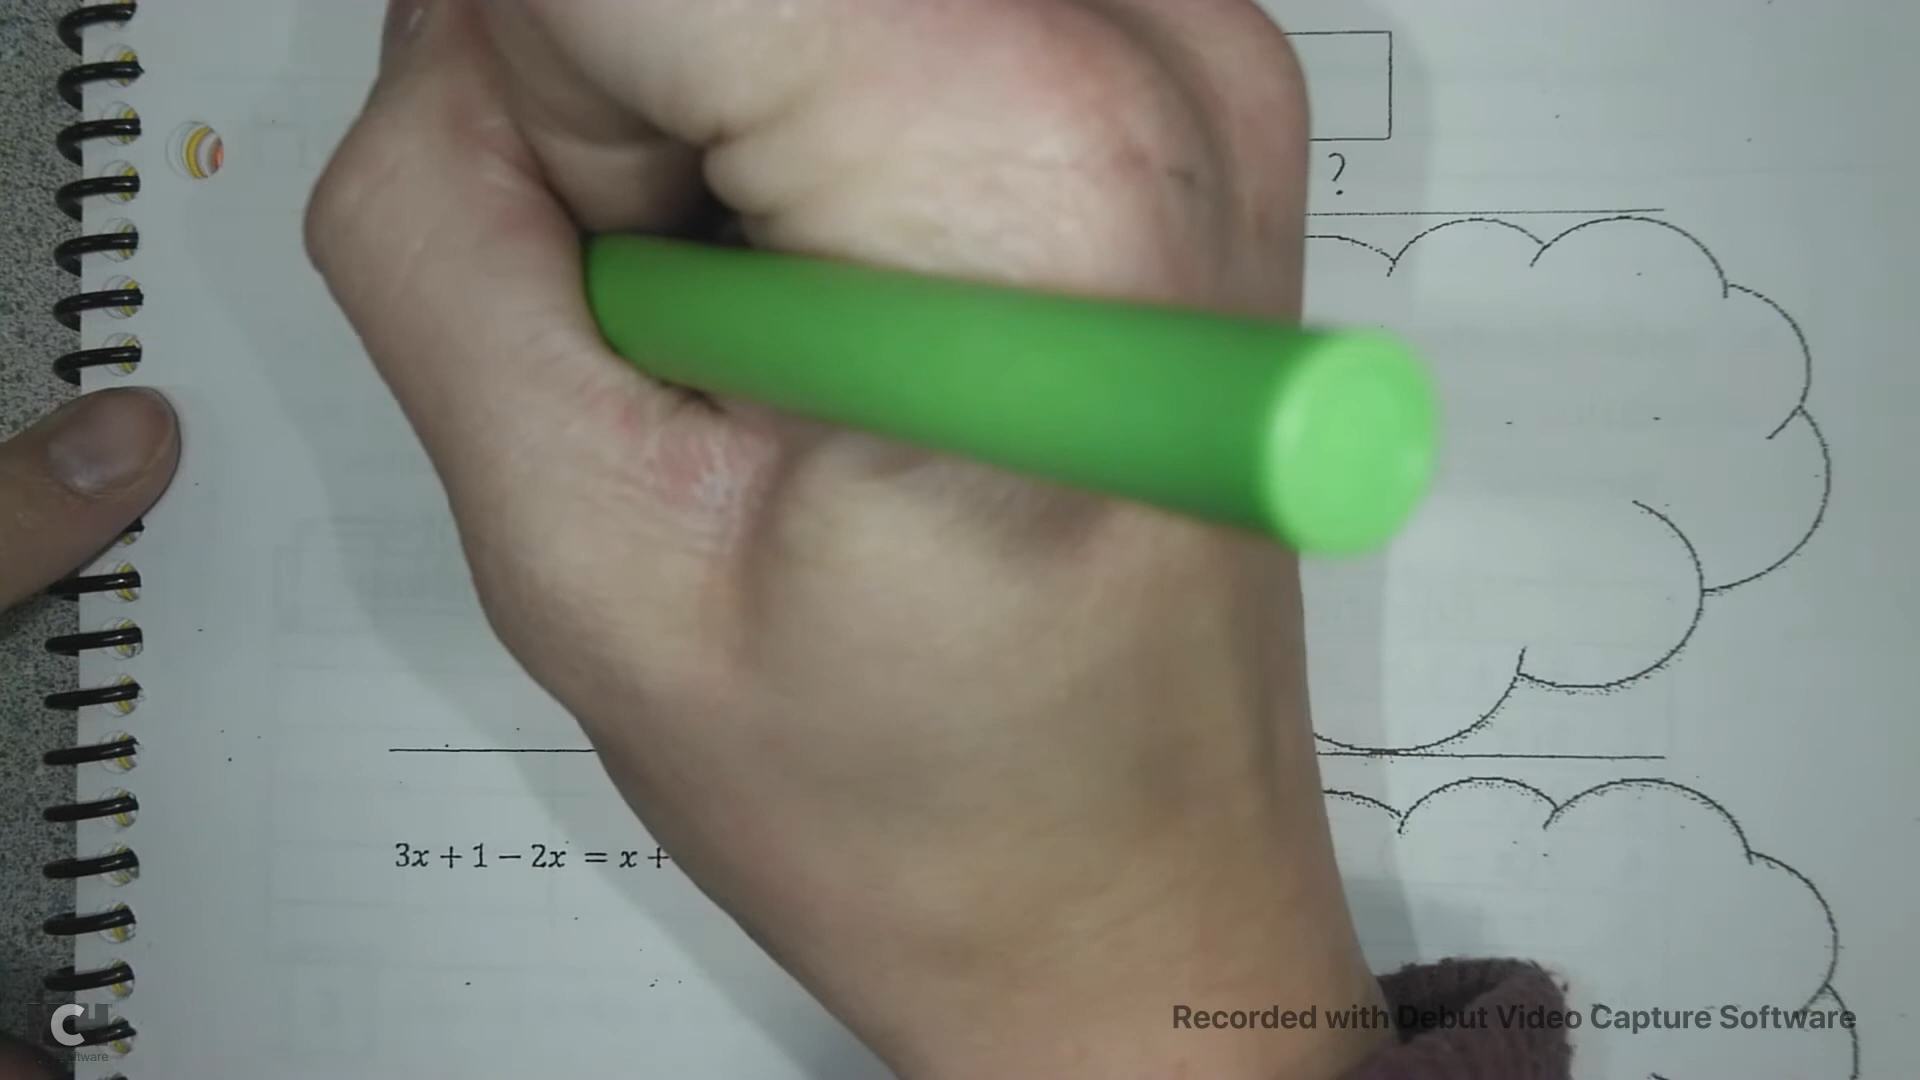 ?
3x + 1 − 2x = x +
Recorded with Debut Video Capture Software